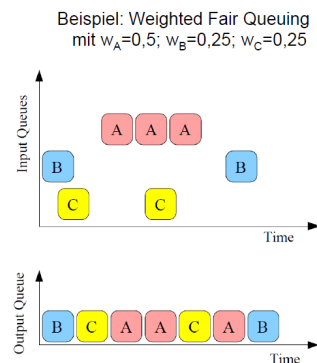 Beispiel: Weighted Fair Queuing
mit wA=0,5; wB=0,25; wC=0,25
Input Queues
A A A
B B
C C
Time
Output Queue
B C A A C A B
Time